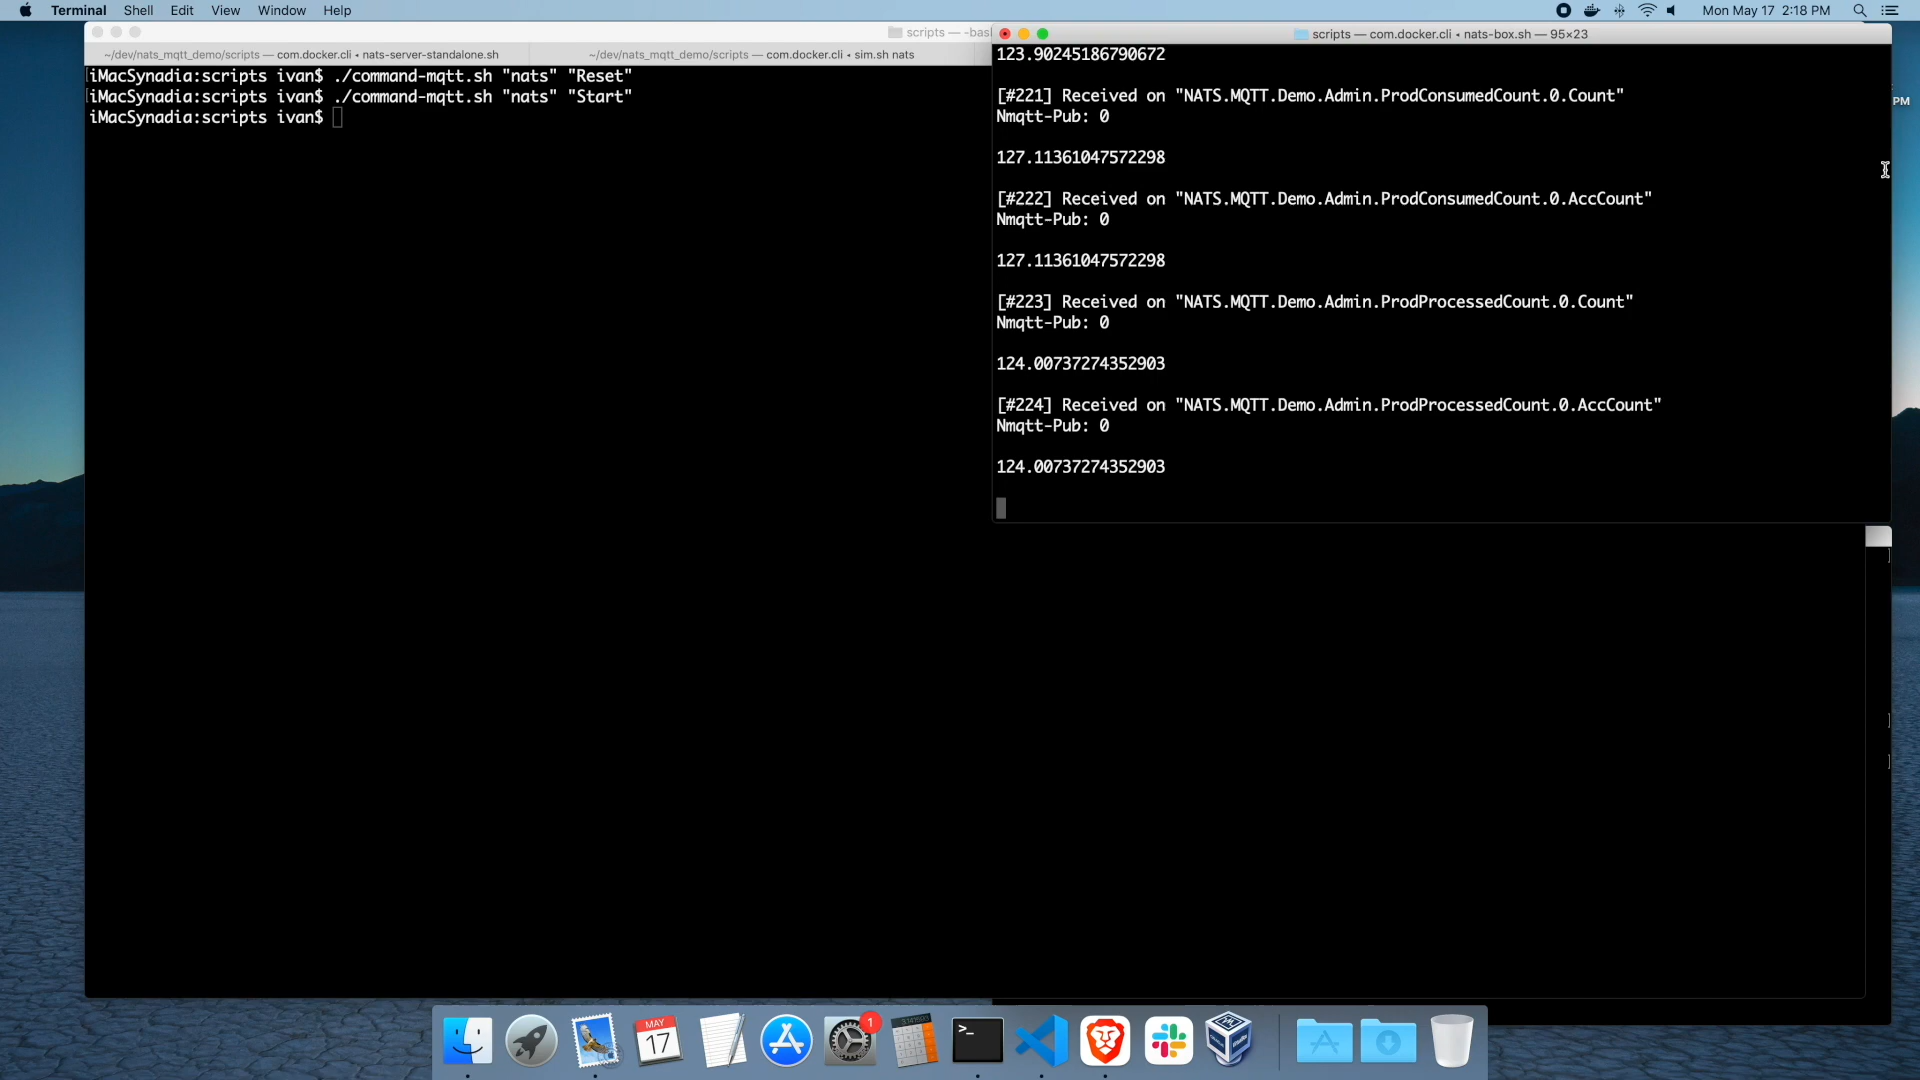 Terminal Shell Edit View Window Help
Mon May 17 2:18 PM
scripts — -bas
~/dev/nats_mqtt_demo/scripts — com.docker.cli ◂ nats-server-standalone.sh
~/dev/nats_mqtt_demo/scripts — com.docker.cli ◂ sim.sh nats
iMacSynadia:scripts ivan$ ./command-mqtt.sh "nats" "Reset"
iMacSynadia:scripts ivan$ ./command-mqtt.sh "nats" "Start"
iMacSynadia:scripts ivan$
scripts — com.docker.cli ◂ nats-box.sh — 95×23
123.90245186790672
[#221] Received on "NATS.MQTT.Demo.Admin.ProdConsumedCount.0.Count"
Nmqtt-Pub: 0
127.11361047572298
[#222] Received on "NATS.MQTT.Demo.Admin.ProdConsumedCount.0.AccCount"
Nmqtt-Pub: 0
127.11361047572298
[#223] Received on "NATS.MQTT.Demo.Admin.ProdProcessedCount.0.Count"
Nmqtt-Pub: 0
124.00737274352903
[#224] Received on "NATS.MQTT.Demo.Admin.ProdProcessedCount.0.AccCount"
Nmqtt-Pub: 0
124.00737274352903
PM
]
]
]
MAY
17
1
>_